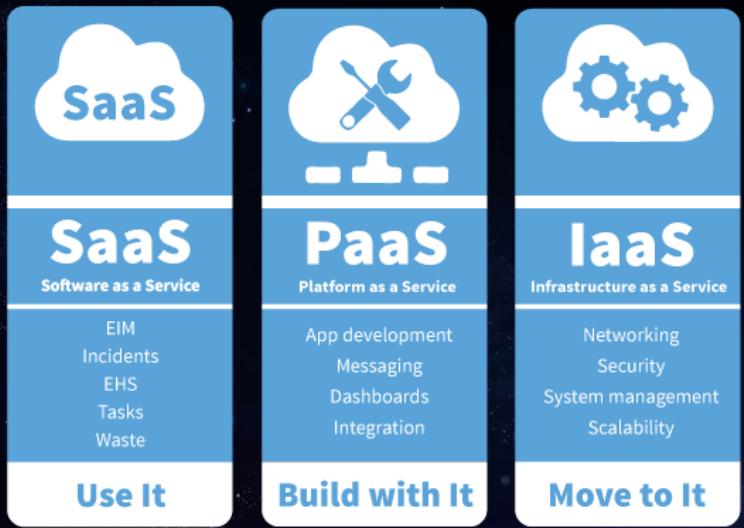 SaaS
SaaS
Software as a Service
EIM
Incidents
EHS
Tasks
Waste
Use It
PaaS
Platform as a Service
App development
Messaging
Dashboards
Integration
Build with It
IaaS
Infrastructure as a Service
Networking
Security
System management
Scalability
Move to It